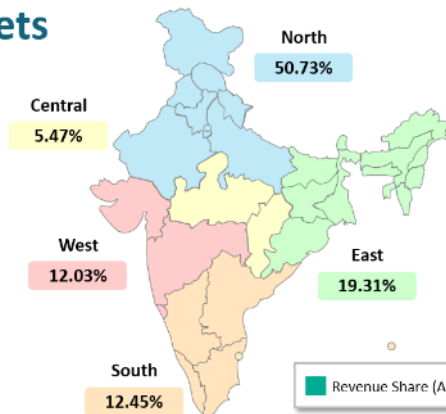 ets
North
50.73%
Central
5.47%
West
12.03%
East
19.31%
South
12.45%
Revenue Share (A